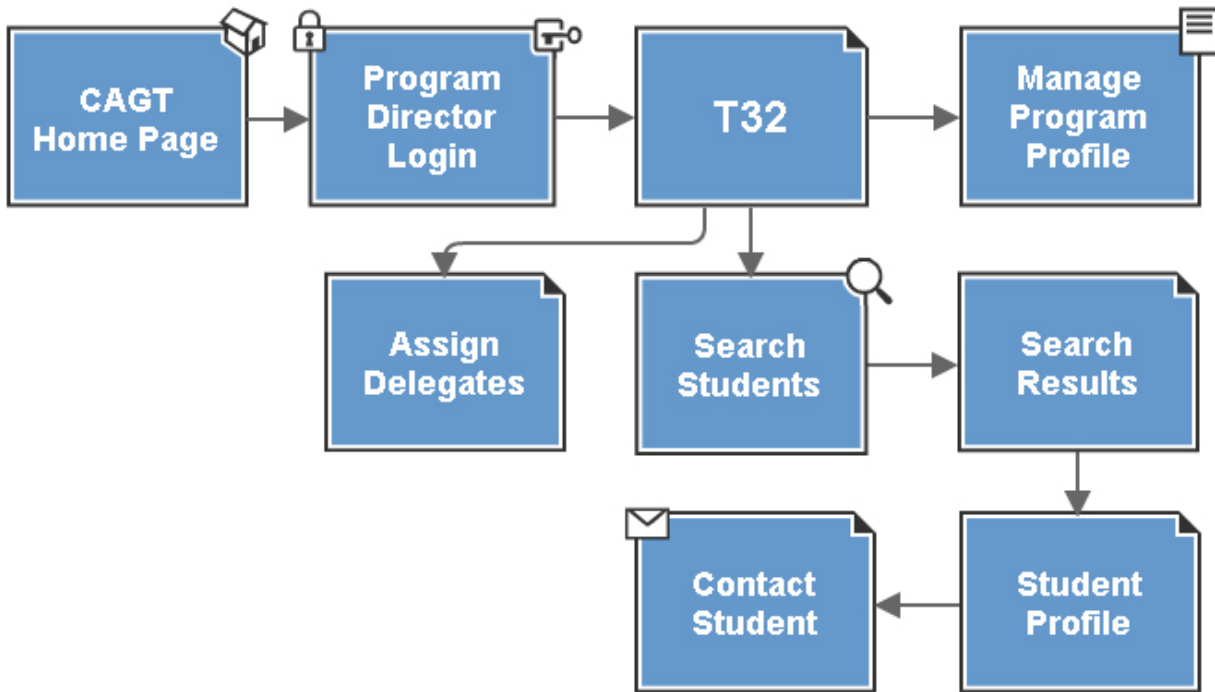 CAGT
Home Page
Program
Director
Login
T32
Manage
Program
Profile
Assign
Delegates
Search
Students
Search
Results
Contact
Student
Student
Profile